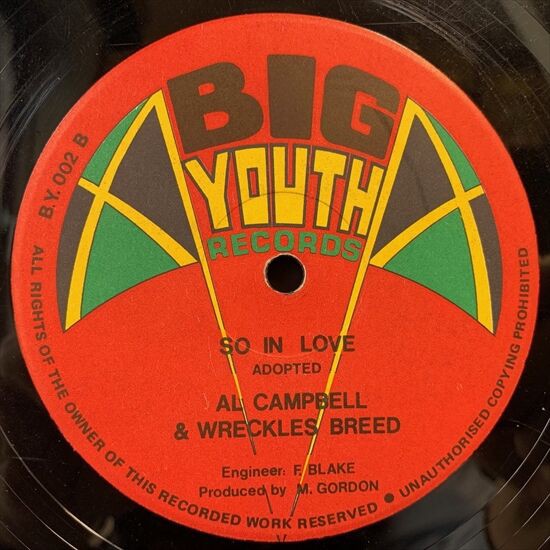 BIG
YOUTH
RECORDS
B.Y. 002 B
SO IN LOVE
ADOPTED
AL CAMPBELL
& WRECKLES BREED
Engineer: F. BLAKE
Produced by M. GORDON
ALL RIGHTS OF THE OWNER OF THIS RECORDED WORK RESERVED ● UNAUTHORISED COPYING PROHIBITED